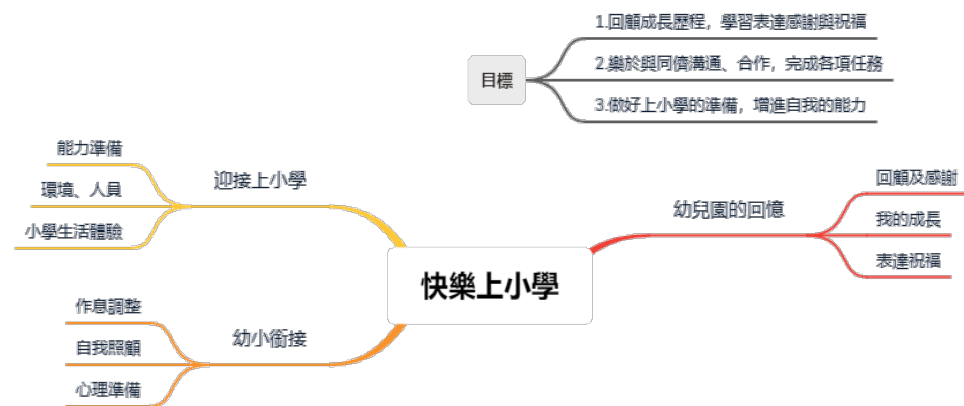 目標
1.回顧成長歷程，學習表達感謝與祝福
2.樂於與同儕溝通、合作，完成各項任務
3.做好上小學的準備，增進自我的能力
快樂上小學
幼兒園的回憶
回顧及感謝
我的成長
表達祝福
迎接上小學
能力準備
環境、人員
小學生活體驗
幼小銜接
作息調整
自我照顧
心理準備